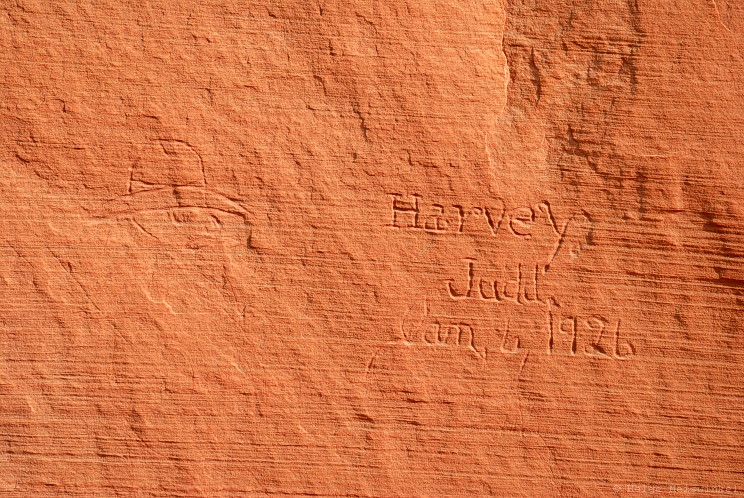 Harvey
Judd,
Jan, 6, 1926